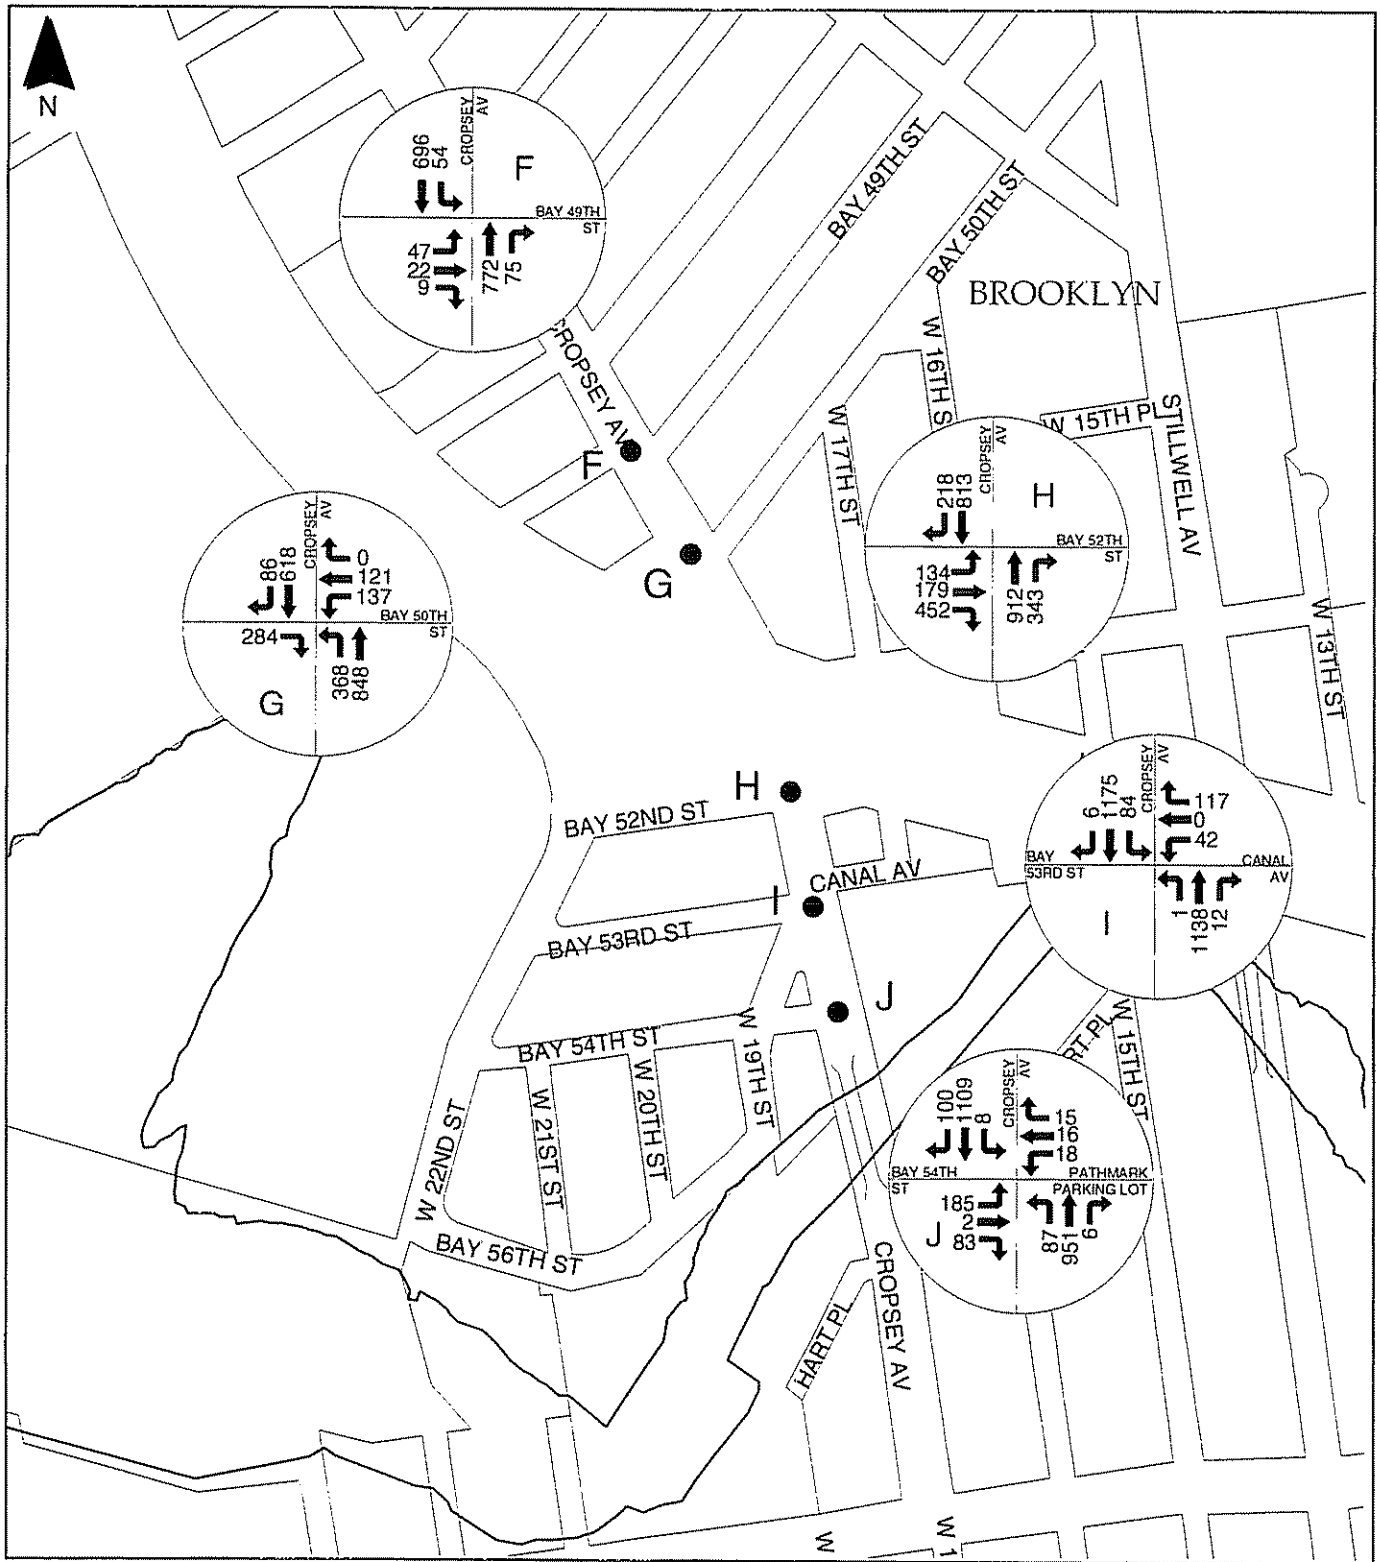 N
CROPSEY
AV
F
696
54
BAY 49TH
ST
47
22
9
772
75
BAY 49TH ST
BAY 50TH ST
BROOKLYN
CROPSEY AV
F
W 16TH S
W 17TH ST
W 15TH PL
STILLWELL AV
W 13TH ST
CROPSEY
AV
H
218
813
BAY 52TH
ST
134
179
452
912
343
G
CROPSEY
AV
86
618
0
121
137
BAY 50TH
ST
284
368
848
G
H
BAY 52ND ST
CANAL AV
I
BAY 53RD ST
CROPSEY
AV
6
1175
84
117
0
42
BAY
53RD ST
CANAL
AV
1
1138
12
I
J
BAY 54TH ST
W 19TH ST
W 20TH ST
W 21ST ST
W 22ND ST
BAY 56TH ST
RT PL
W 15TH ST
CROPSEY
AV
100
1109
8
15
16
18
BAY 54TH
ST
PATHMARK
PARKING LOT
185
2
83
87
951
6
J
HART PL
CROPSEY AV
W
W 1